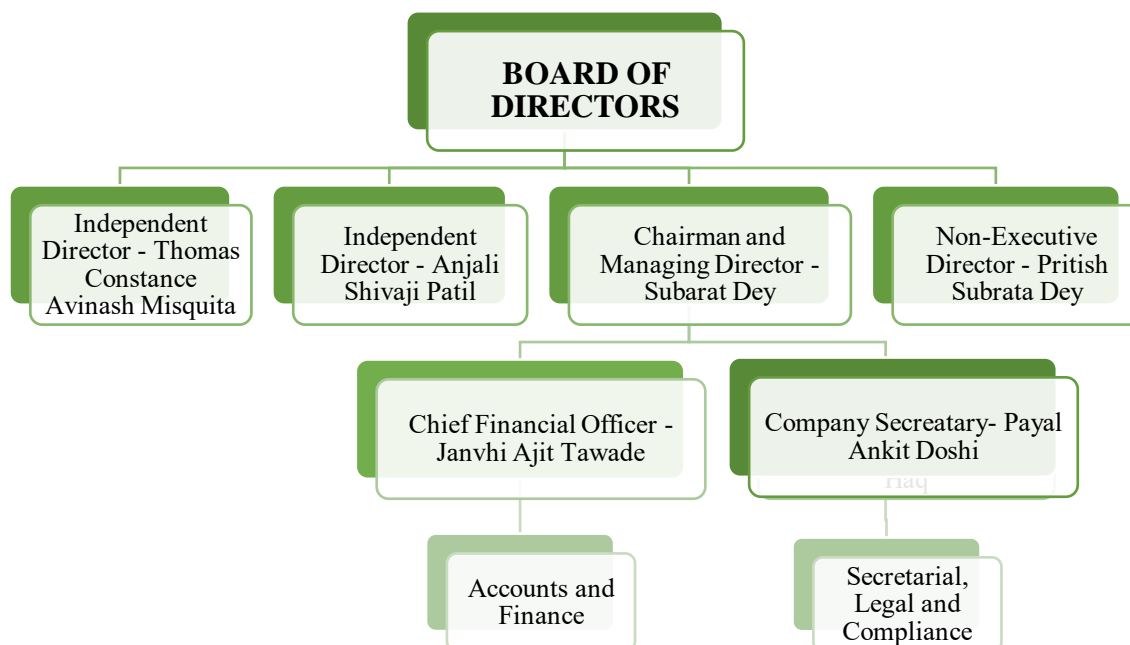 BOARD OF
DIRECTORS
Independent
Director - Thomas
Constance
Avinash Misquita
Independent
Director - Anjali
Shivaji Patil
Chairman and
Managing Director -
Subarat Dey
Non-Executive
Director - Pritish
Subrata Dey
Chief Financial Officer -
Janvhi Ajit Tawade
Company Secreatary- Payal
Ankit Doshi
Haq
Accounts and
Finance
Secretarial,
Legal and
Compliance